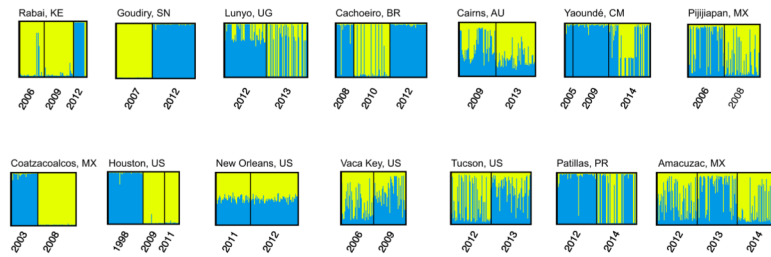 Rabai, KE
Goudiry, SN
Lunyo, UG
Cachoeiro, BR
Cairns, AU
Yaoundé, CM
Pijijiapan, MX
2006 2009 2012
2007 2012
2012 2013
2008 2010 2012
2009 2013
2005 2009 2014
2006 2008
Coatzacoalcos, MX
Houston, US
New Orleans, US
Vaca Key, US
Tucson, US
Patillas, PR
Amacuzac, MX
2003 2008
1998 2009 2011
2011 2012
2006 2009
2012 2013
2012 2014
2012 2013 2014